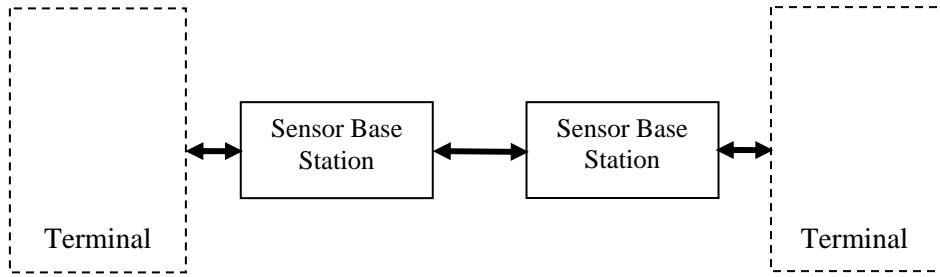 Sensor Base
Station
Sensor Base
Station
Terminal
Terminal